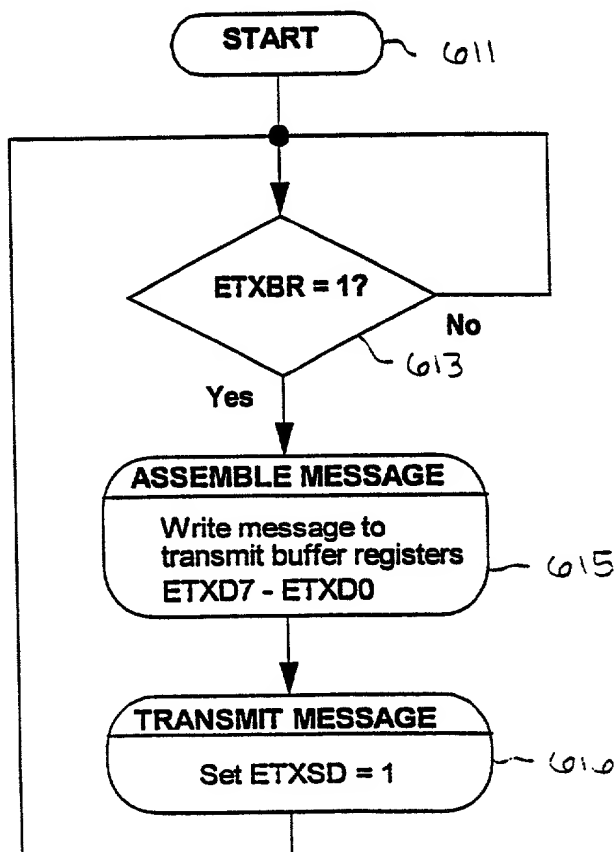 START
611
ETXBR = 1?
No
613
Yes
ASSEMBLE MESSAGE
Write message to
transmit buffer registers
ETXD7 - ETXD0
615
TRANSMIT MESSAGE
Set ETXSD = 1
616